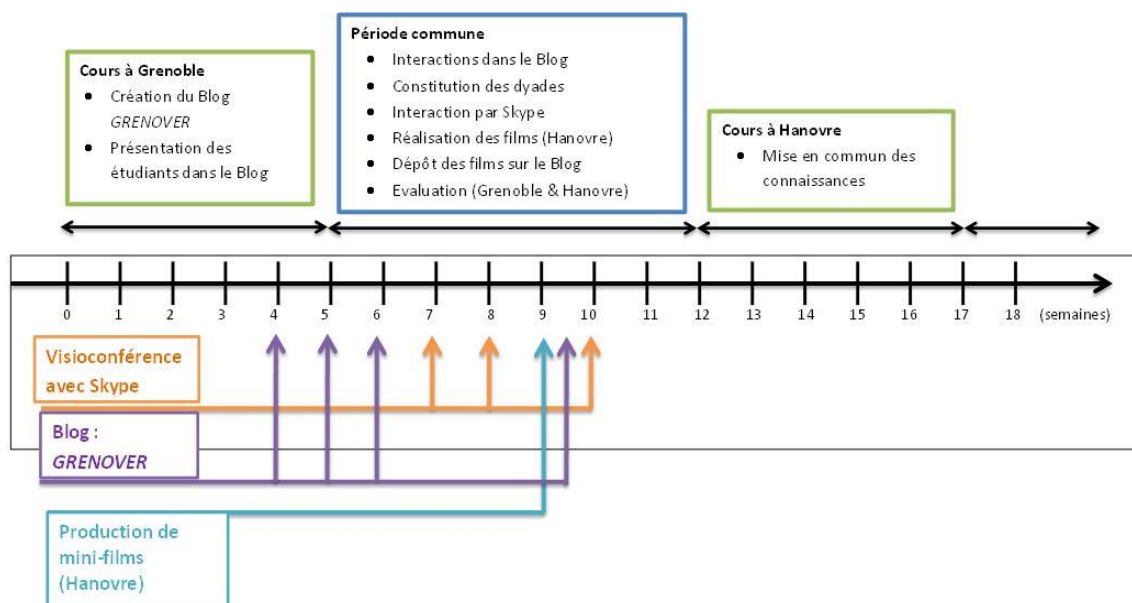 Cours à Grenoble
• Création du Blog
GRENOVER
• Présentation des
étudiants dans le Blog
Période commune
• Interactions dans le Blog
• Constitution des dyades
• Interaction par Skype
• Réalisation des films (Hanovre)
• Dépôt des films sur le Blog
• Evaluation (Grenoble & Hanovre)
Cours à Hanovre
• Mise en commun des
connaissances
0 1 2 3 4 5 6 7 8 9 10 11 12 13 14 15 16 17 18 (semaines)
Visioconférence
avec Skype
Blog :
GRENOVER
Production de
mini-films
(Hanovre)